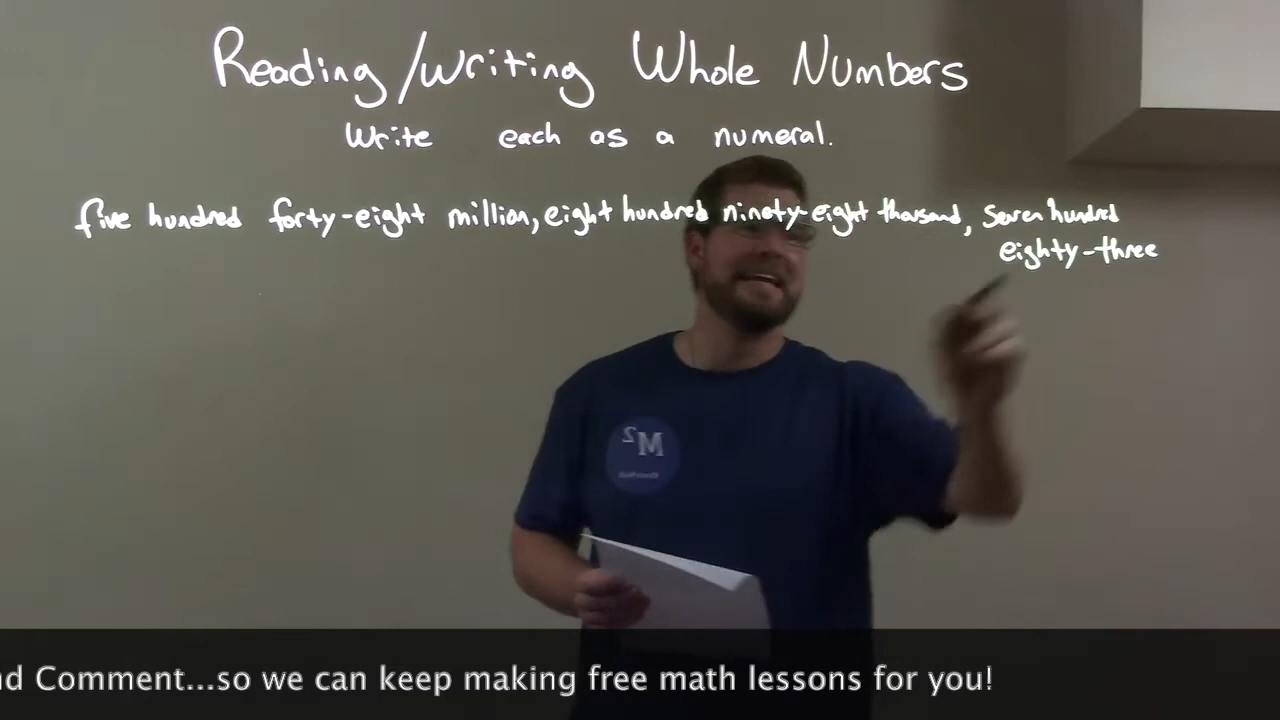 Reading/Writing Whole Numbers
Write each as a numeral.
five hundred forty-eight million, eight hundred ninety-eight thousand, seven hundred
eighty-three
M2
nd Comment...so we can keep making free math lessons for you!